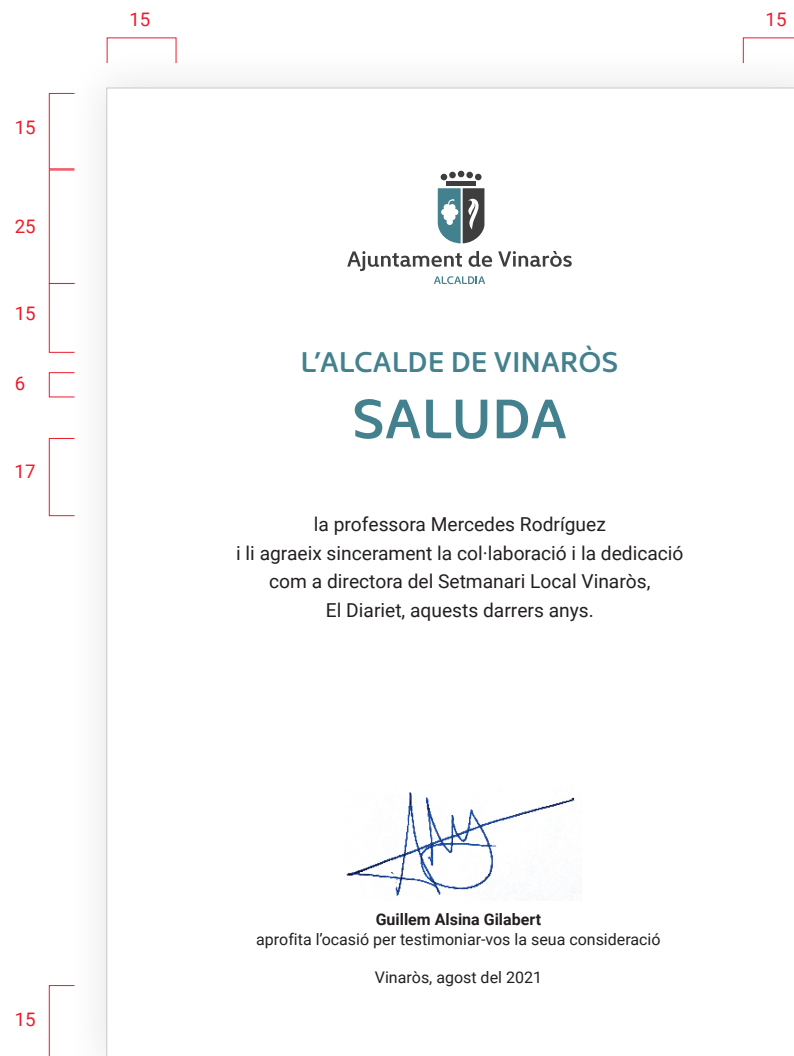 15
15
15
25
15
6
17
15
Ajuntament de Vinaròs
ALCALDIA
L’ALCALDE DE VINARÒS
SALUDA
la professora Mercedes Rodríguez
i li agraeix sincerament la col·laboració i la dedicació
com a directora del Setmanari Local Vinaròs,
El Diariet, aquests darrers anys.
Guillem Alsina Gilabert
aprofita l’ocasió per testimoniar-vos la seua consideració
Vinaròs, agost del 2021